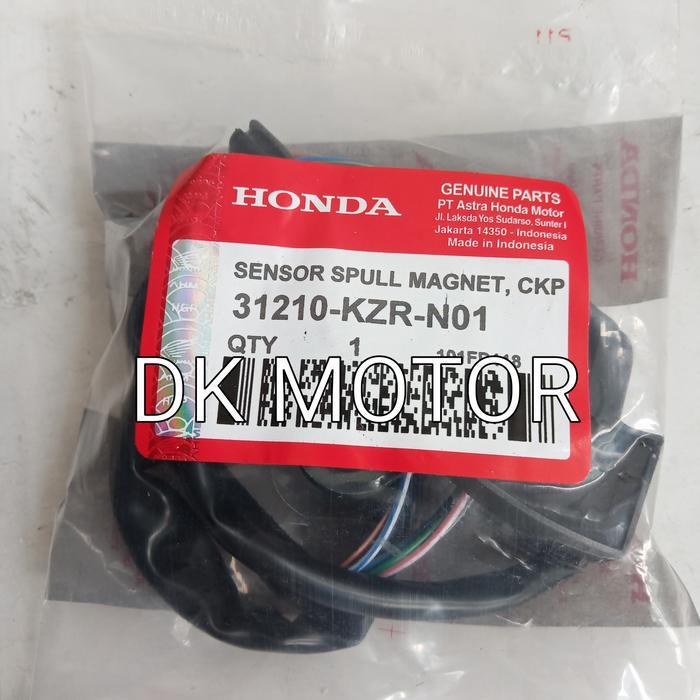 HONDA
GENUINE PARTS
PT Astra Honda Motor
Jl. Laksda Yos Sudarso, Sunter I
Jakarta 14350 - Indonesia
Made in Indonesia
SENSOR SPULL MAGNET, CKP
31210-KZR-N01
QTY 1
DK MOTOR
HONDA